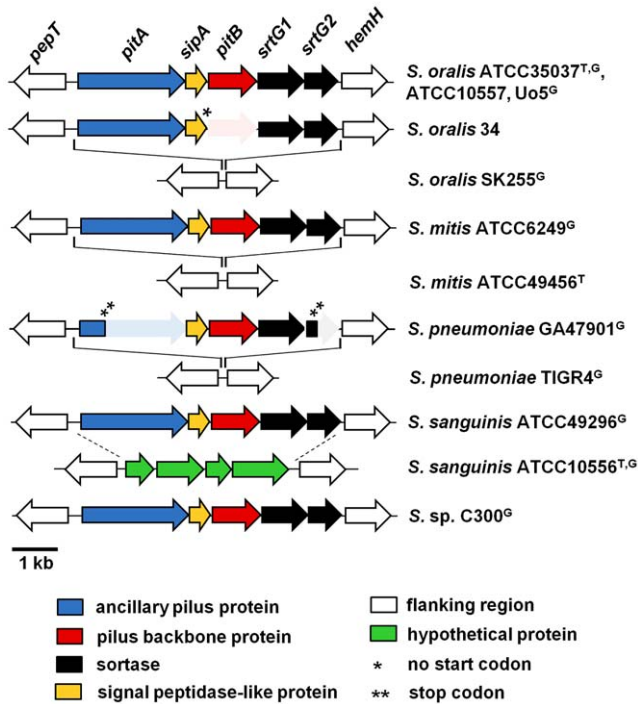 pepT pitA sipA pitB srtG1 srtG2 hemH
S. oralis ATCC35037ᵀ,ᴳ,
ATCC10557, Uo5ᴳ
*
S. oralis 34
S. oralis SK255ᴳ
S. mitis ATCC6249ᴳ
S. mitis ATCC49456ᵀ
** **
S. pneumoniae GA47901ᴳ
S. pneumoniae TIGR4ᴳ
S. sanguinis ATCC49296ᴳ
S. sanguinis ATCC10556ᵀ,ᴳ
S. sp. C300ᴳ
1 kb
ancillary pilus protein
pilus backbone protein
sortase
signal peptidase-like protein
flanking region
hypothetical protein
* no start codon
** stop codon